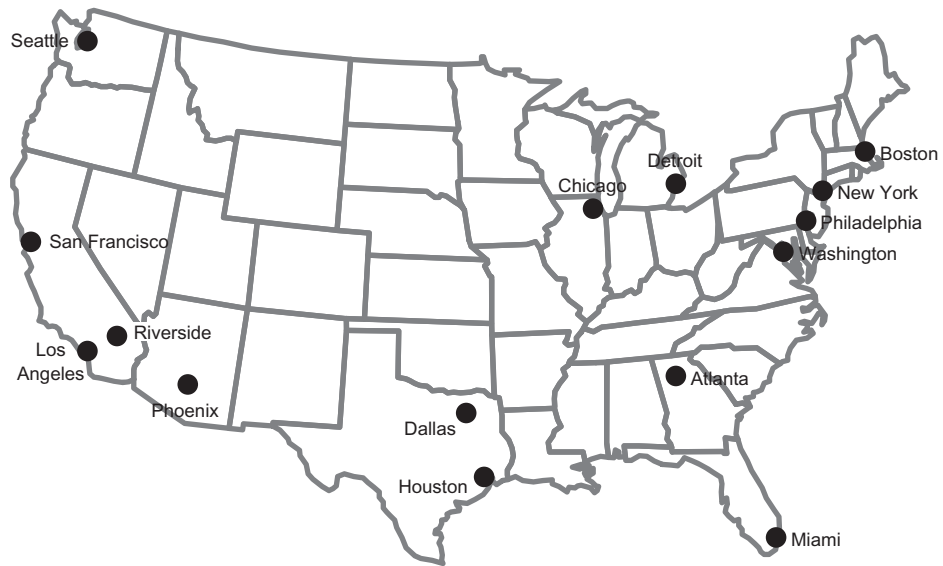 Seattle
Boston
Detroit
Chicago
New York
Philadelphia
San Francisco
Washington
Riverside
Los
Angeles
Atlanta
Phoenix
Dallas
Houston
Miami